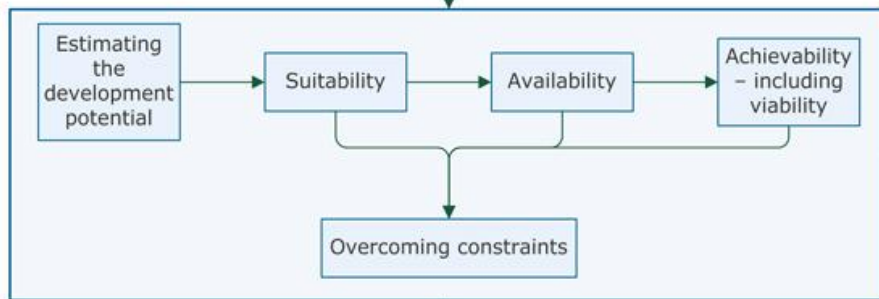 Estimating
the
development
potential
Suitability
Availability
Achievability
– including
viability
Overcoming constraints